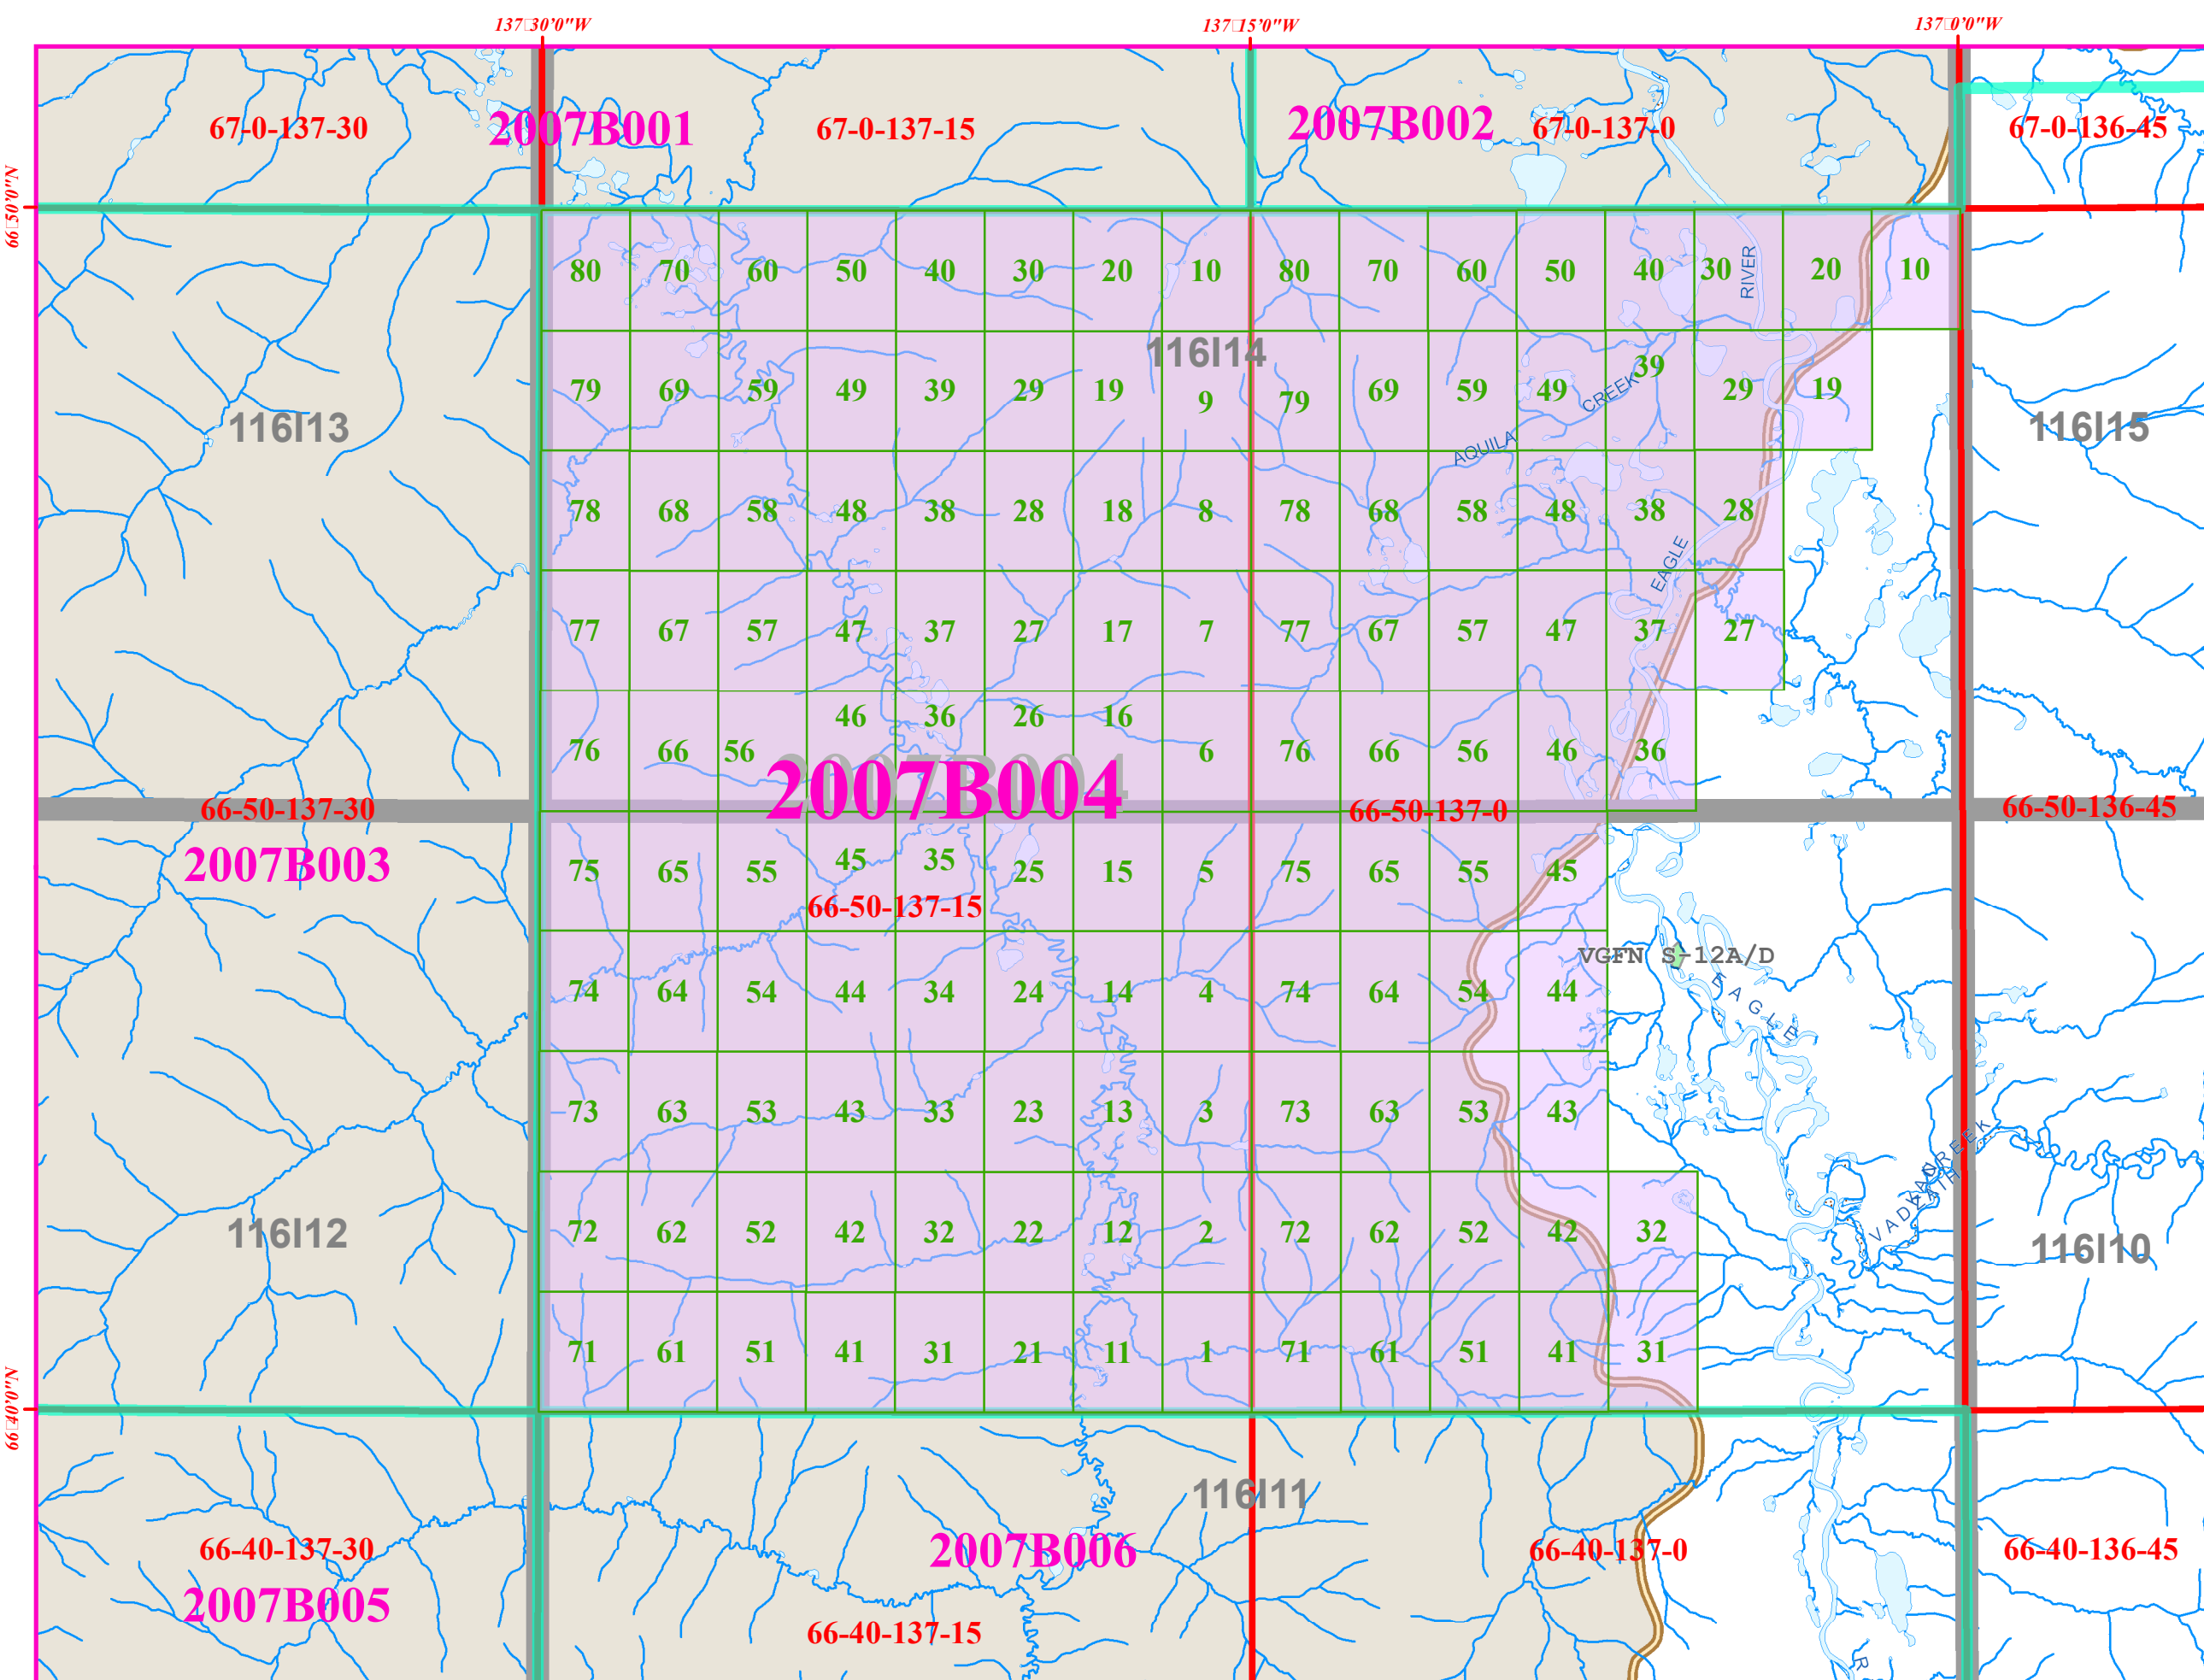 137□30'0"W 137□15'0"W 137□0'0"W
67-0-137-30 2007B001 67-0-137-15 2007B002 67-0-137-0 67-0-136-45
66□50'0"N
80 70 60 50 40 30 20 10 80 70 60 50 40 30 RIVER 20 10
116I14
79 69 59 49 39 29 19 9 79 69 59 49 CREEK 39 29 19
116I13 116I15
AQUILA
78 68 58 48 38 28 18 8 78 68 58 48 38 28
EAGLE
77 67 57 47 37 27 17 7 77 67 57 47 37 27
46 36 26 16
76 66 56 6 76 66 56 46 36
2007B004
66-50-137-30 66-50-137-0 66-50-136-45
2007B003
75 65 55 45 35 25 15 5 75 65 55 45
66-50-137-15
VGFN S-12A/D
74 64 54 44 34 24 14 4 74 64 54 44
EAGLE
73 63 53 43 33 23 13 3 73 63 53 43
CREEK
72 62 52 42 32 22 12 2 72 62 52 42 32
116I12 116I10
71 61 51 41 31 21 11 1 71 61 51 41 31
66□40'0"N
116I11
66-40-137-30 2007B006 66-40-137-0 66-40-136-45
2007B005
66-40-137-15
R